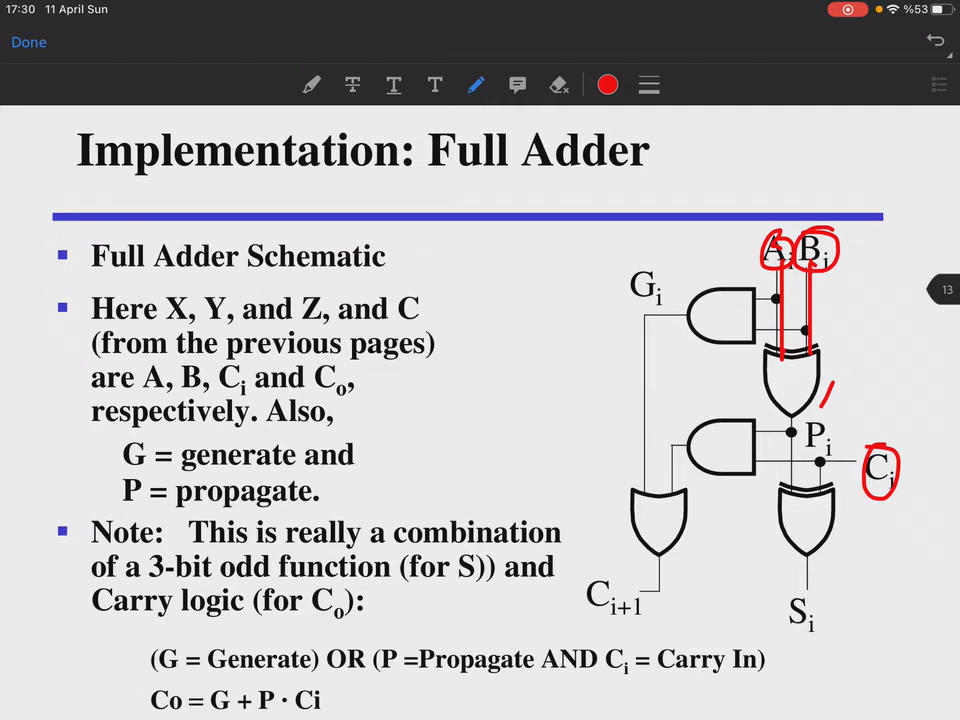 17:30 11 April Sun %53
Done
T T T
Implementation: Full Adder
Full Adder Schematic
Here X, Y, and Z, and C
(from the previous pages)
are A, B, Ci and Co,
respectively. Also,
G = generate and
P = propagate.
Note: This is really a combination
of a 3-bit odd function (for S)) and
Carry logic (for Co):
(G = Generate) OR (P =Propagate AND Ci = Carry In)
Co = G + P · Ci
Ai Bi
Gi
Pi
Ci
Ci+1
Si
13